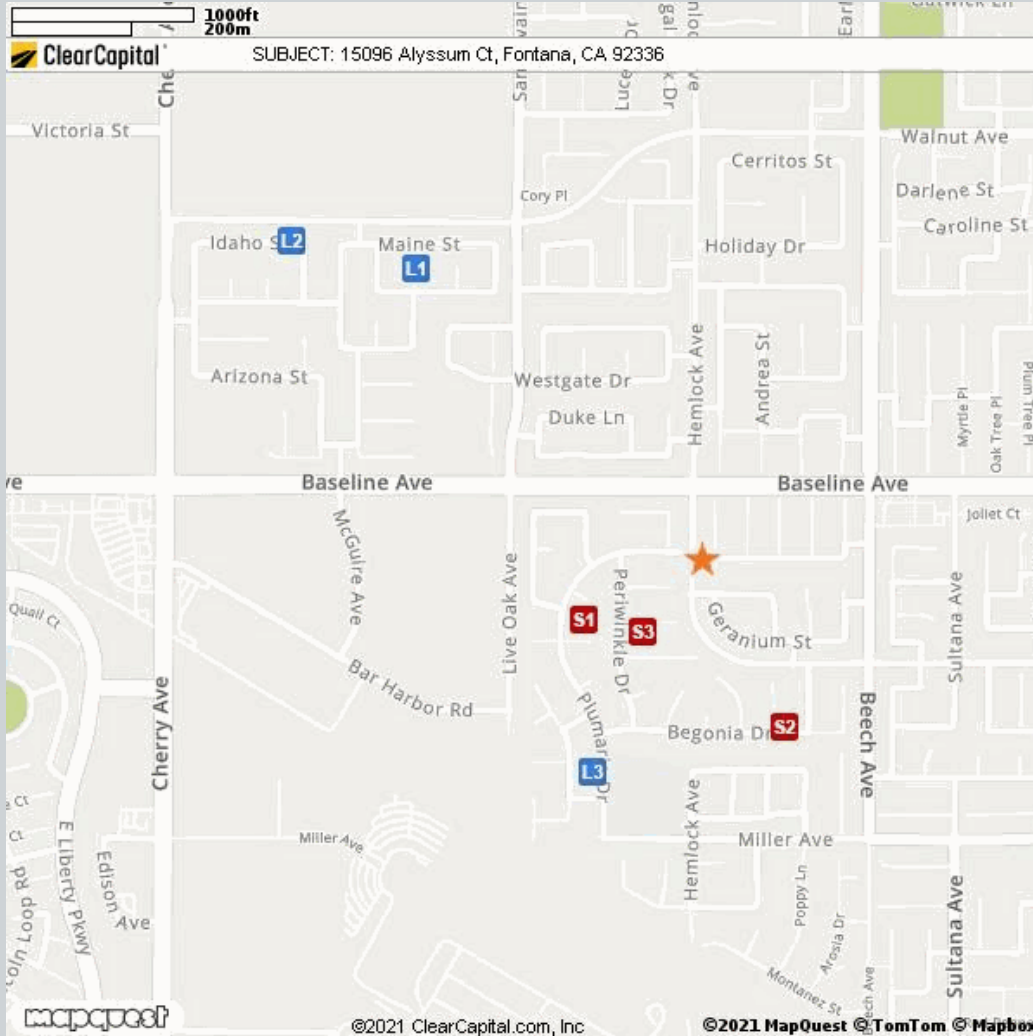 1000ft
200m
ClearCapital
SUBJECT: 15096 Alyssum Ct, Fontana, CA 92336
Victoria St
Walnut Ave
Cerritos St
Cory Pl
Darlene St
Caroline St
Idaho S
L2
Maine St
L1
Holiday Dr
Hemlock Ave
Andrea St
Arizona St
Westgate Dr
Duke Ln
Myrtle Pl
Oak Tree Pl
Plum Tree Pl
Baseline Ave
Baseline Ave
Joliet Ct
McGuire Ave
Live Oak Ave
Periwinkle Dr
S1
S3
Geranium St
Sultana Ave
Quail Ct
Bar Harbor Rd
Cherry Ave
Begonia Dr
S2
Beech Ave
L3
Hemlock Ave
Miller Ave
Miller Ave
E Liberty Pkwy
Edison Ave
Poppy Ln
Arosia Dr
Montanez St
Sultana Ave
mapquest
©2021 ClearCapital.com, Inc
©2021 MapQuest © TomTom © Mapbox